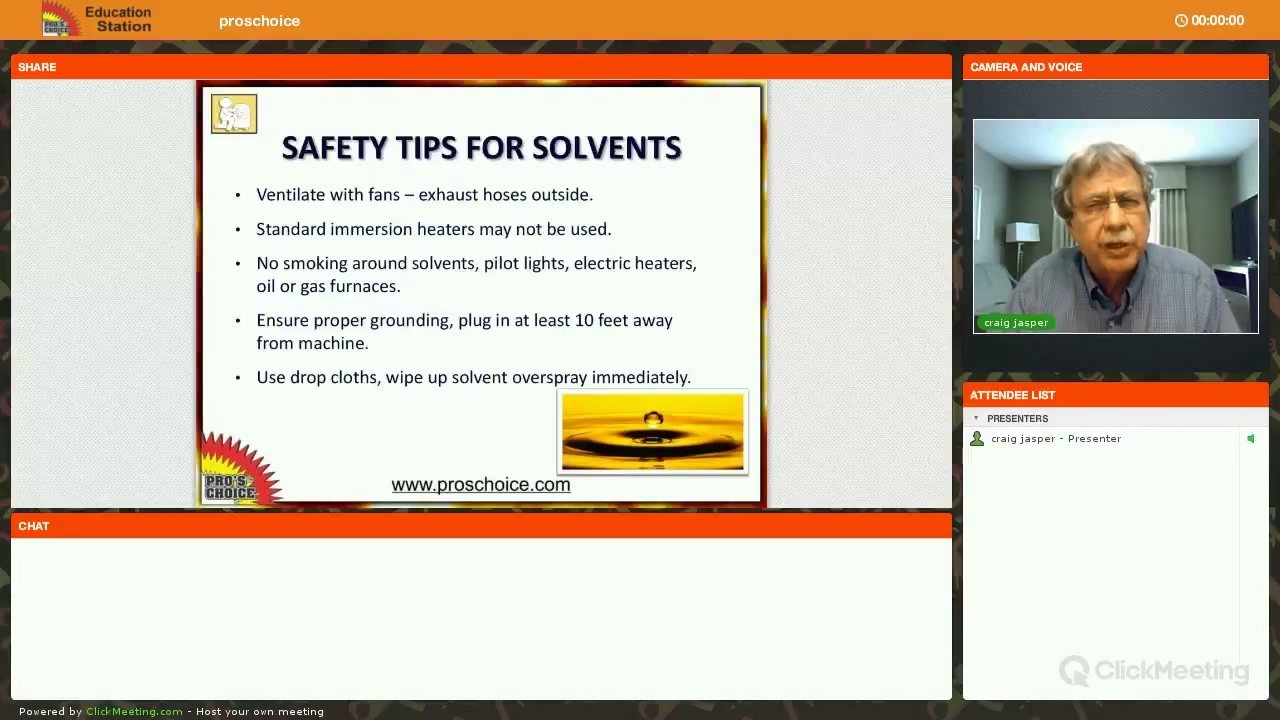 PRO'S CHOICE
Education
Station
proschoice
00:00:00
SHARE
SAFETY TIPS FOR SOLVENTS
• Ventilate with fans – exhaust hoses outside.
• Standard immersion heaters may not be used.
• No smoking around solvents, pilot lights, electric heaters,
oil or gas furnaces.
• Ensure proper grounding, plug in at least 10 feet away
from machine.
• Use drop cloths, wipe up solvent overspray immediately.
PRO'S
CHOICE
www.proschoice.com
CAMERA AND VOICE
craig jasper
ATTENDEE LIST
PRESENTERS
craig jasper - Presenter
CHAT
ClickMeeting
Powered by ClickMeeting.com - Host your own meeting